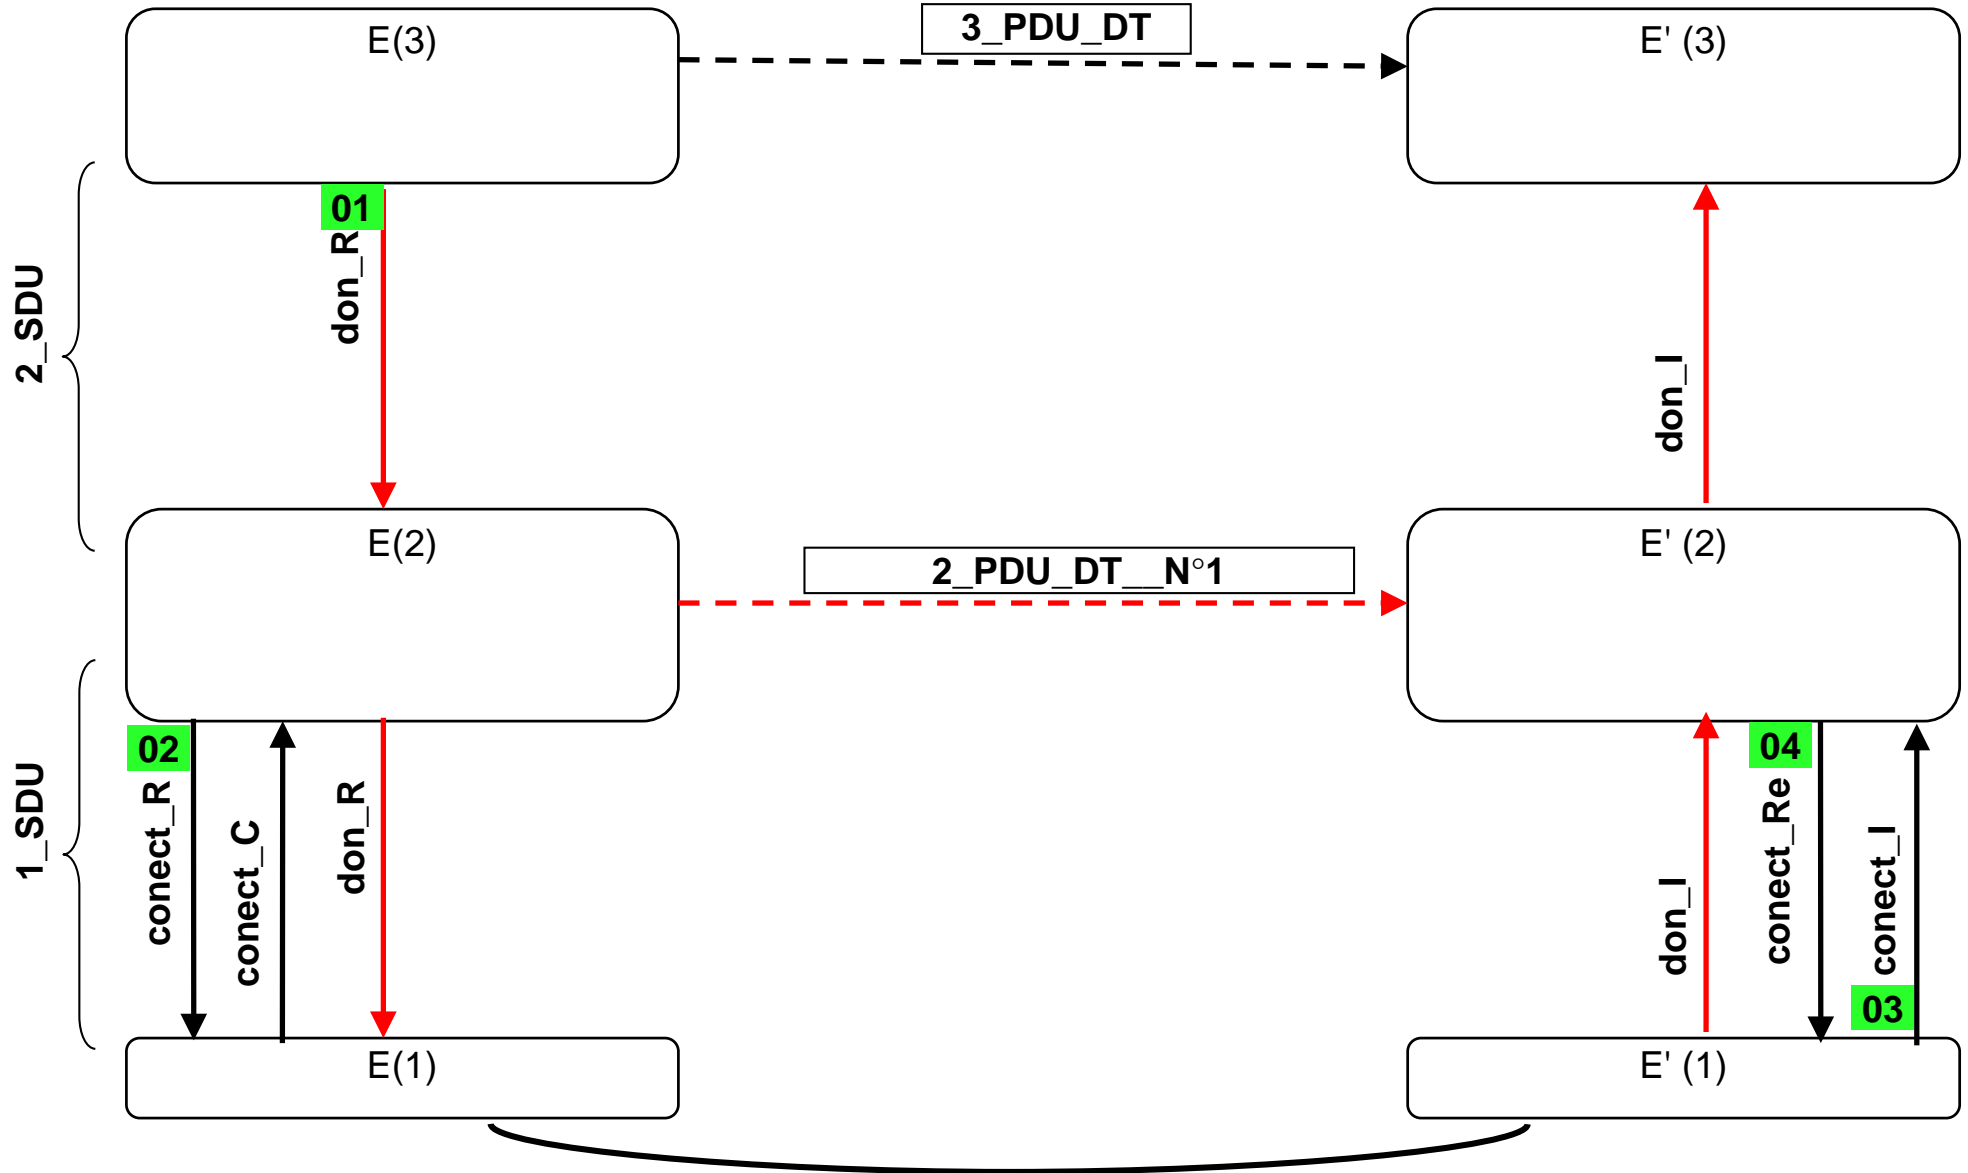 E(3)
3_PDU_DT
E' (3)
01
don_R
2_SDU
don_I
E(2)
2_PDU_DT__N°1
E' (2)
02
04
conect_R
conect_C
don_R
1_SDU
don_I
conect_Re
conect_I
03
E(1)
E' (1)